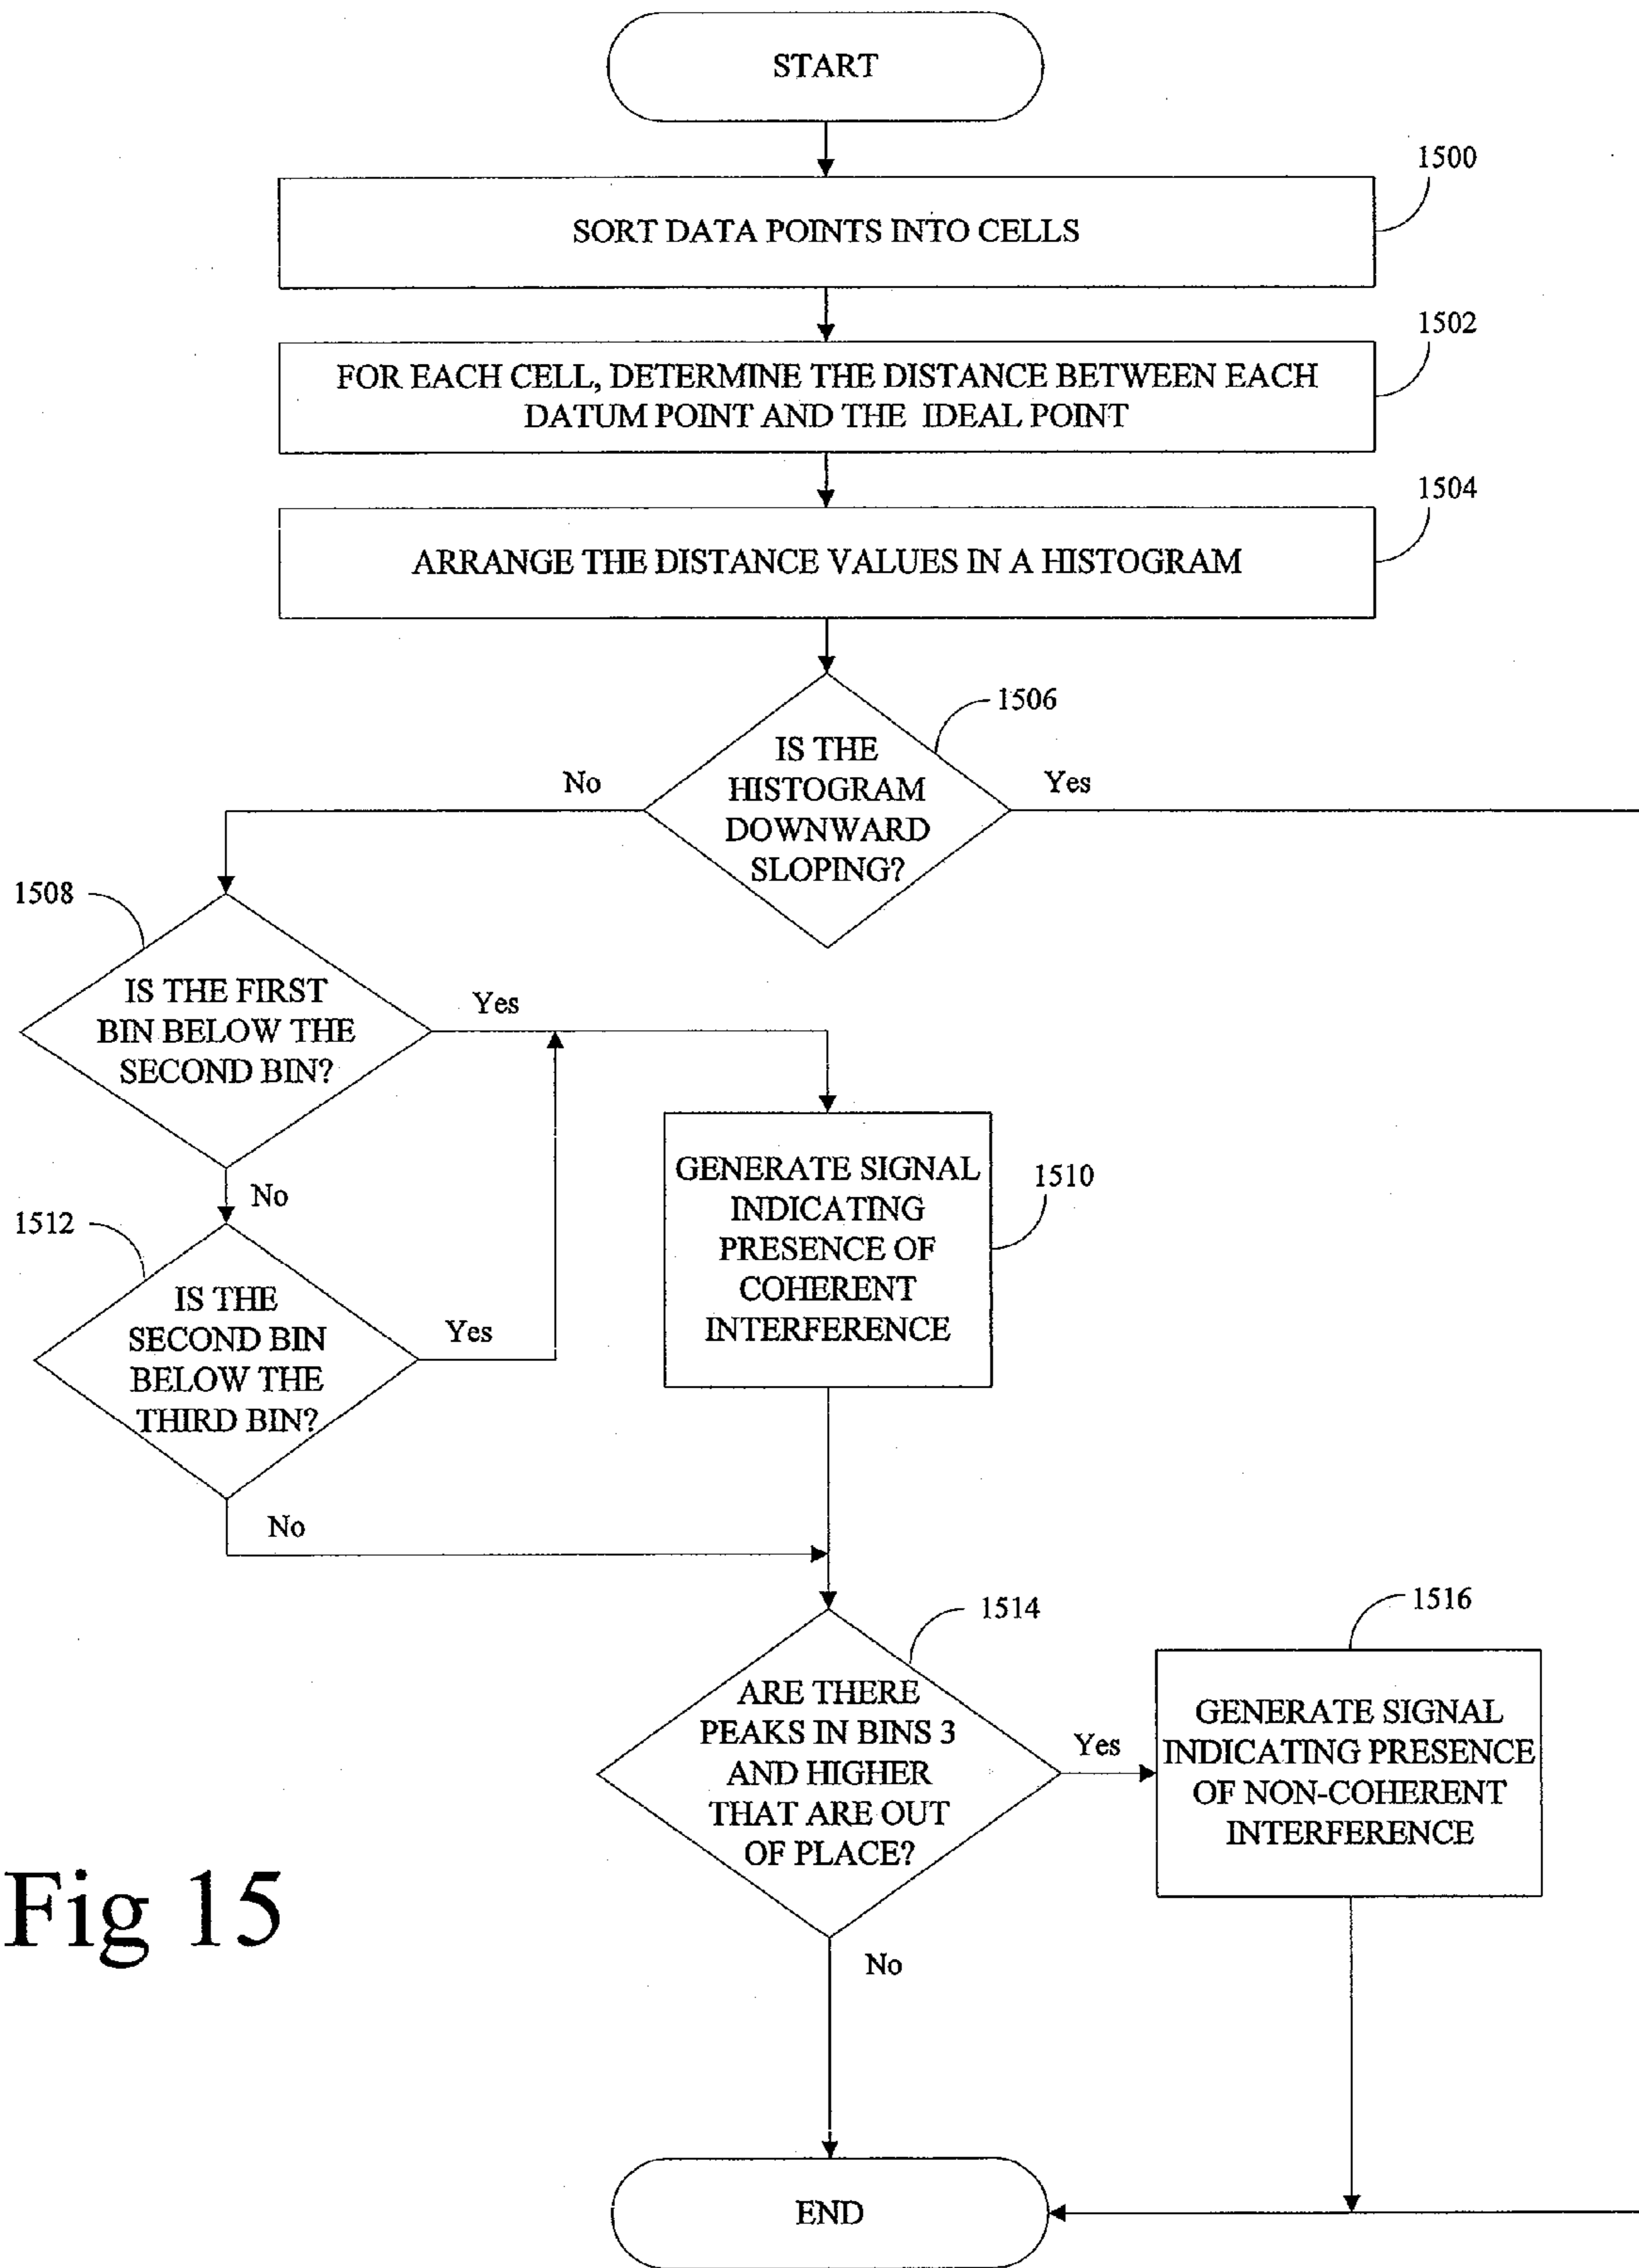 START
1500
SORT DATA POINTS INTO CELLS
1502
FOR EACH CELL, DETERMINE THE DISTANCE BETWEEN EACH
DATUM POINT AND THE IDEAL POINT
1504
ARRANGE THE DISTANCE VALUES IN A HISTOGRAM
1506
IS THE
HISTOGRAM
DOWNWARD
SLOPING?
No
Yes
1508
IS THE FIRST
BIN BELOW THE
SECOND BIN?
Yes
No
1510
GENERATE SIGNAL
INDICATING
PRESENCE OF
COHERENT
INTERFERENCE
1512
IS THE
SECOND BIN
BELOW THE
THIRD BIN?
Yes
No
1514
ARE THERE
PEAKS IN BINS 3
AND HIGHER
THAT ARE OUT
OF PLACE?
Yes
No
1516
GENERATE SIGNAL
INDICATING PRESENCE
OF NON-COHERENT
INTERFERENCE
Fig 15
END